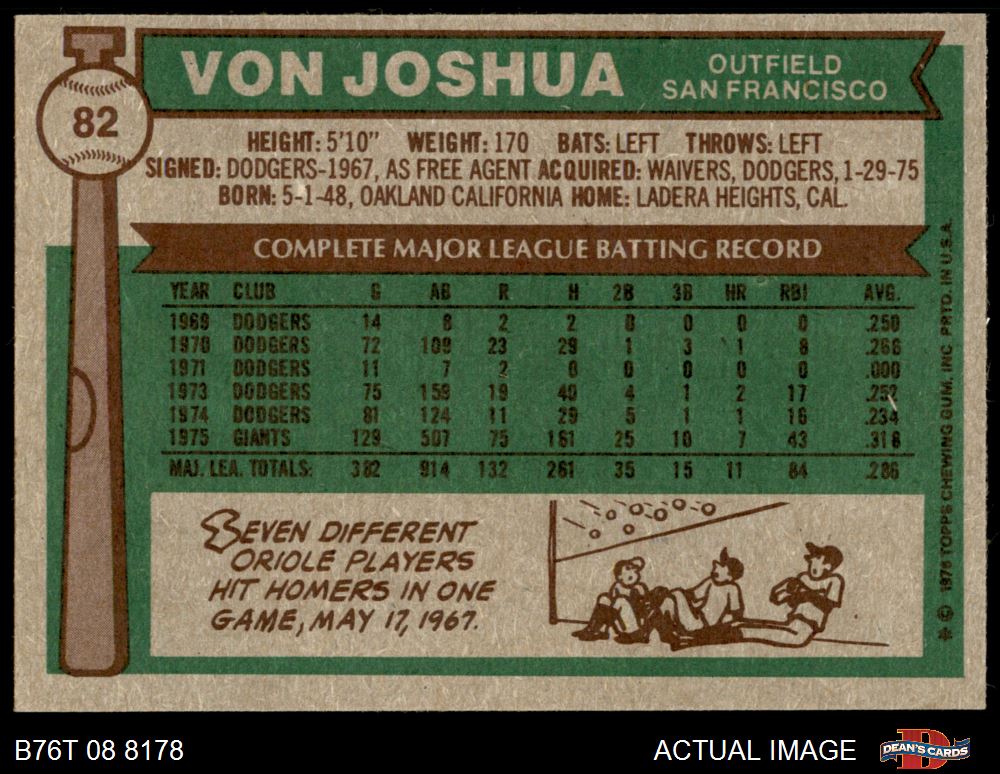 82
VON JOSHUA
OUTFIELD
SAN FRANCISCO
HEIGHT: 5'10" WEIGHT: 170 BATS: LEFT THROWS: LEFT
SIGNED: DODGERS-1967, AS FREE AGENT ACQUIRED: WAIVERS, DODGERS, 1-29-75
BORN: 5-1-48, OAKLAND CALIFORNIA HOME: LADERA HEIGHTS, CAL.
COMPLETE MAJOR LEAGUE BATTING RECORD
YEAR CLUB G AB R H 2B 3B HR RBI AVG.
1969 DODGERS 14 8 2 2 0 0 0 0 .250
1970 DODGERS 72 109 23 29 1 3 1 8 .266
1971 DODGERS 11 7 2 0 0 0 0 0 .000
1973 DODGERS 75 159 19 40 4 1 2 17 .252
1974 DODGERS 81 124 11 29 5 1 1 16 .234
1975 GIANTS 129 507 75 161 25 10 7 43 .318
MAJ. LEA. TOTALS: 382 914 132 261 35 15 11 84 .286
SEVEN DIFFERENT
ORIOLE PLAYERS
HIT HOMERS IN ONE
GAME, MAY 17, 1967.
* © 1976 TOPPS CHEWING GUM, INC. PRTD. IN U.S.A.
B76T 08 8178
ACTUAL IMAGE
DEAN'S CARDS